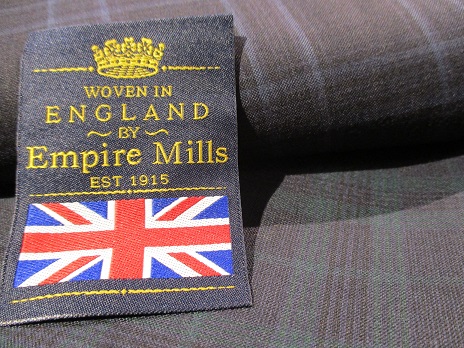 WOVEN IN
ENGLAND
~ BY ~
Empire Mills
EST 1915